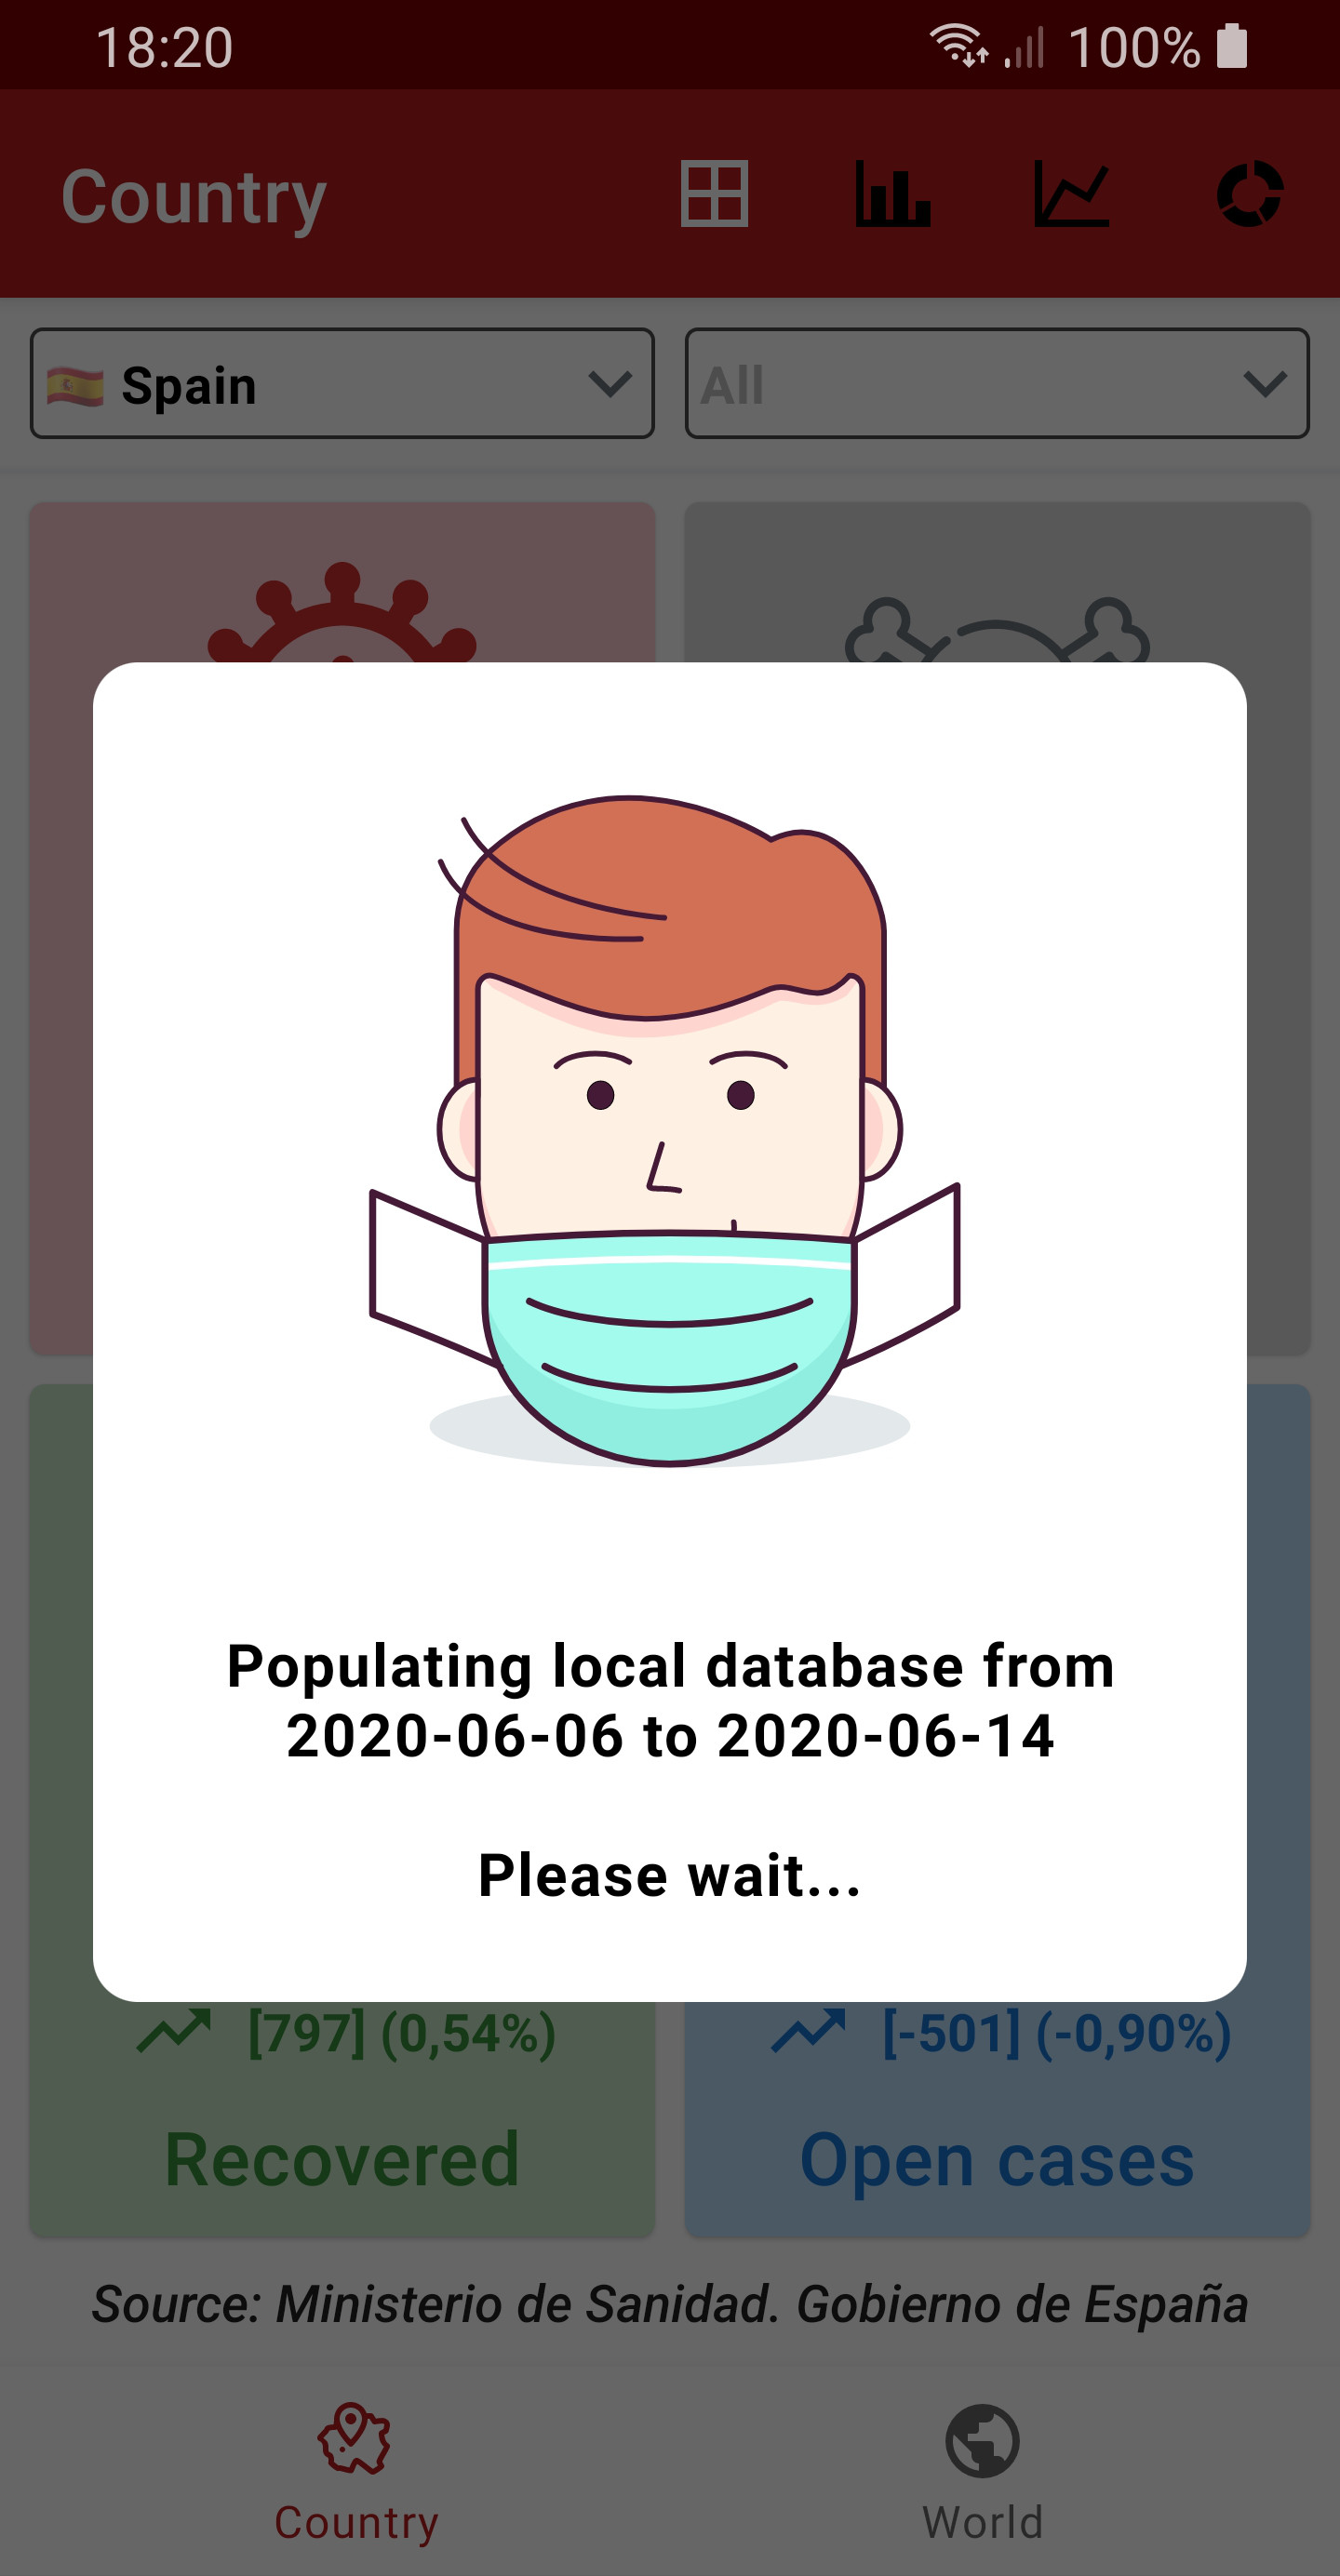 18:20 100%
Country
🇪🇸 Spain All
Populating local database from
2020-06-06 to 2020-06-14
Please wait...
[797] (0,54%) [-501] (-0,90%)
Recovered Open cases
Source: Ministerio de Sanidad. Gobierno de España
Country World